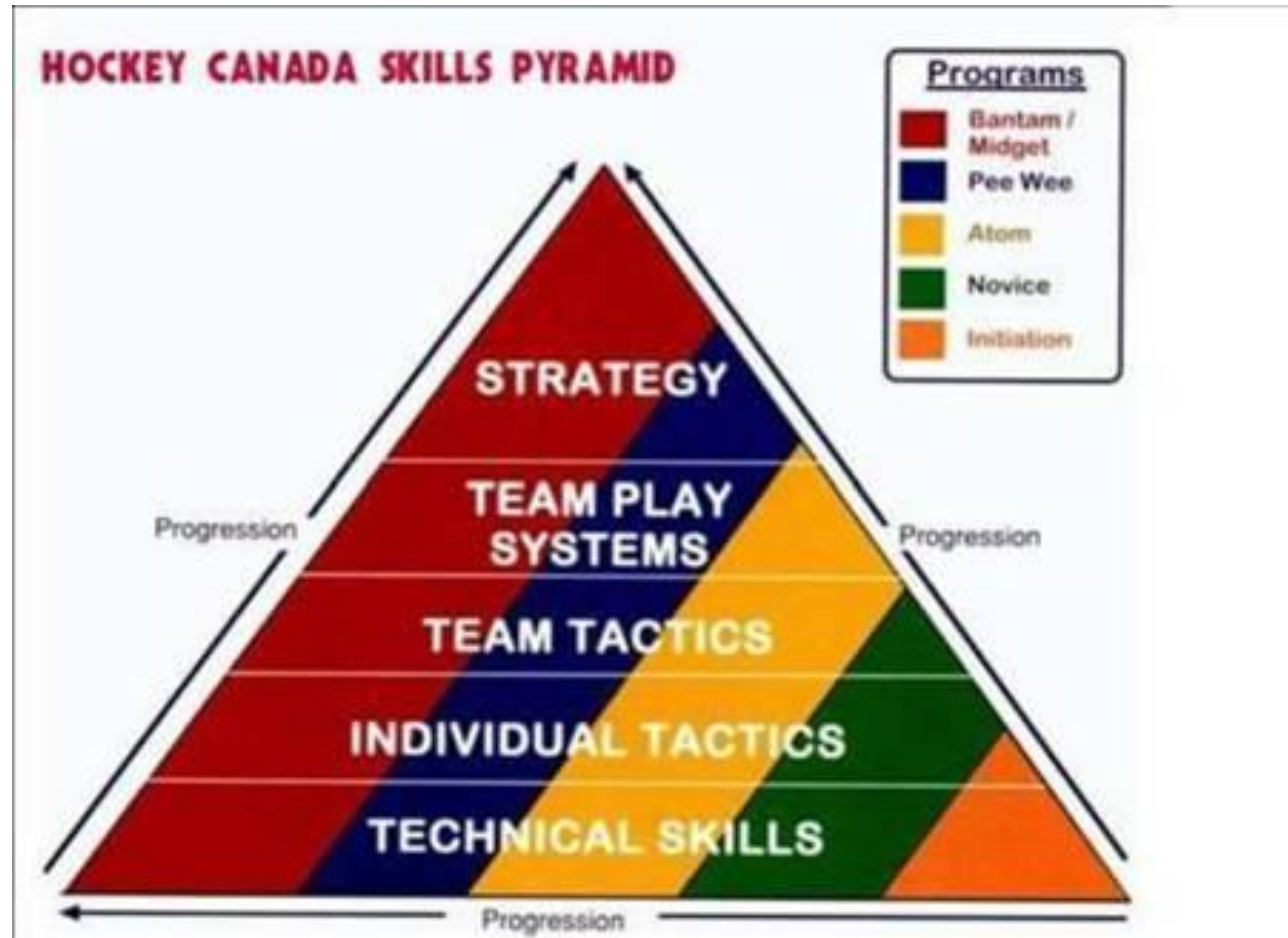 HOCKEY CANADA SKILLS PYRAMID
Programs
Bantam /
Midget
Pee Wee
Atom
Novice
Initiation
STRATEGY
TEAM PLAY
SYSTEMS
Progression
Progression
TEAM TACTICS
INDIVIDUAL TACTICS
TECHNICAL SKILLS
Progression